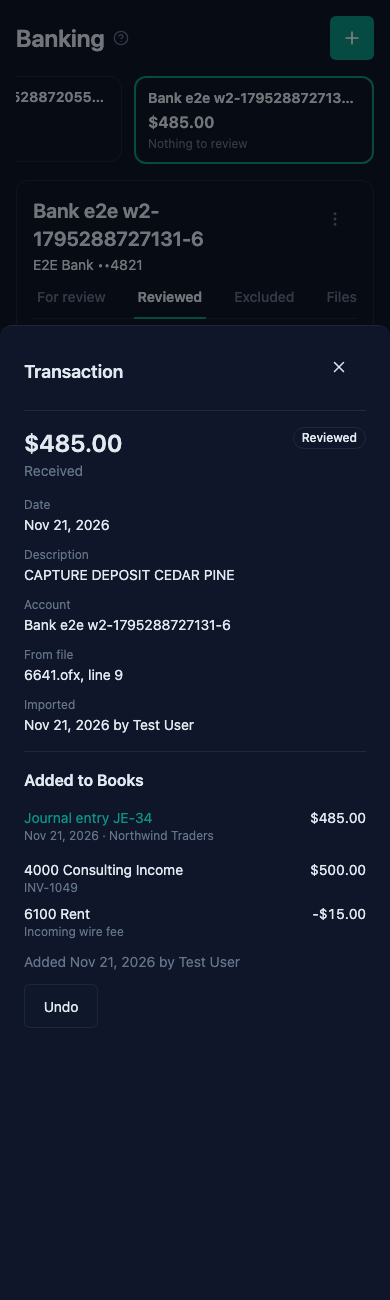 Banking
528872055...
Bank e2e w2-179528872713...
$485.00
Nothing to review
Bank e2e w2-
1795288727131-6
E2E Bank ••4821
For review
Reviewed
Excluded
Files
Transaction
$485.00
Reviewed
Received
Date
Nov 21, 2026
Description
CAPTURE DEPOSIT CEDAR PINE
Account
Bank e2e w2-1795288727131-6
From file
6641.ofx, line 9
Imported
Nov 21, 2026 by Test User
Added to Books
Journal entry JE-34
$485.00
Nov 21, 2026 · Northwind Traders
4000 Consulting Income
$500.00
INV-1049
6100 Rent
-$15.00
Incoming wire fee
Added Nov 21, 2026 by Test User
Undo